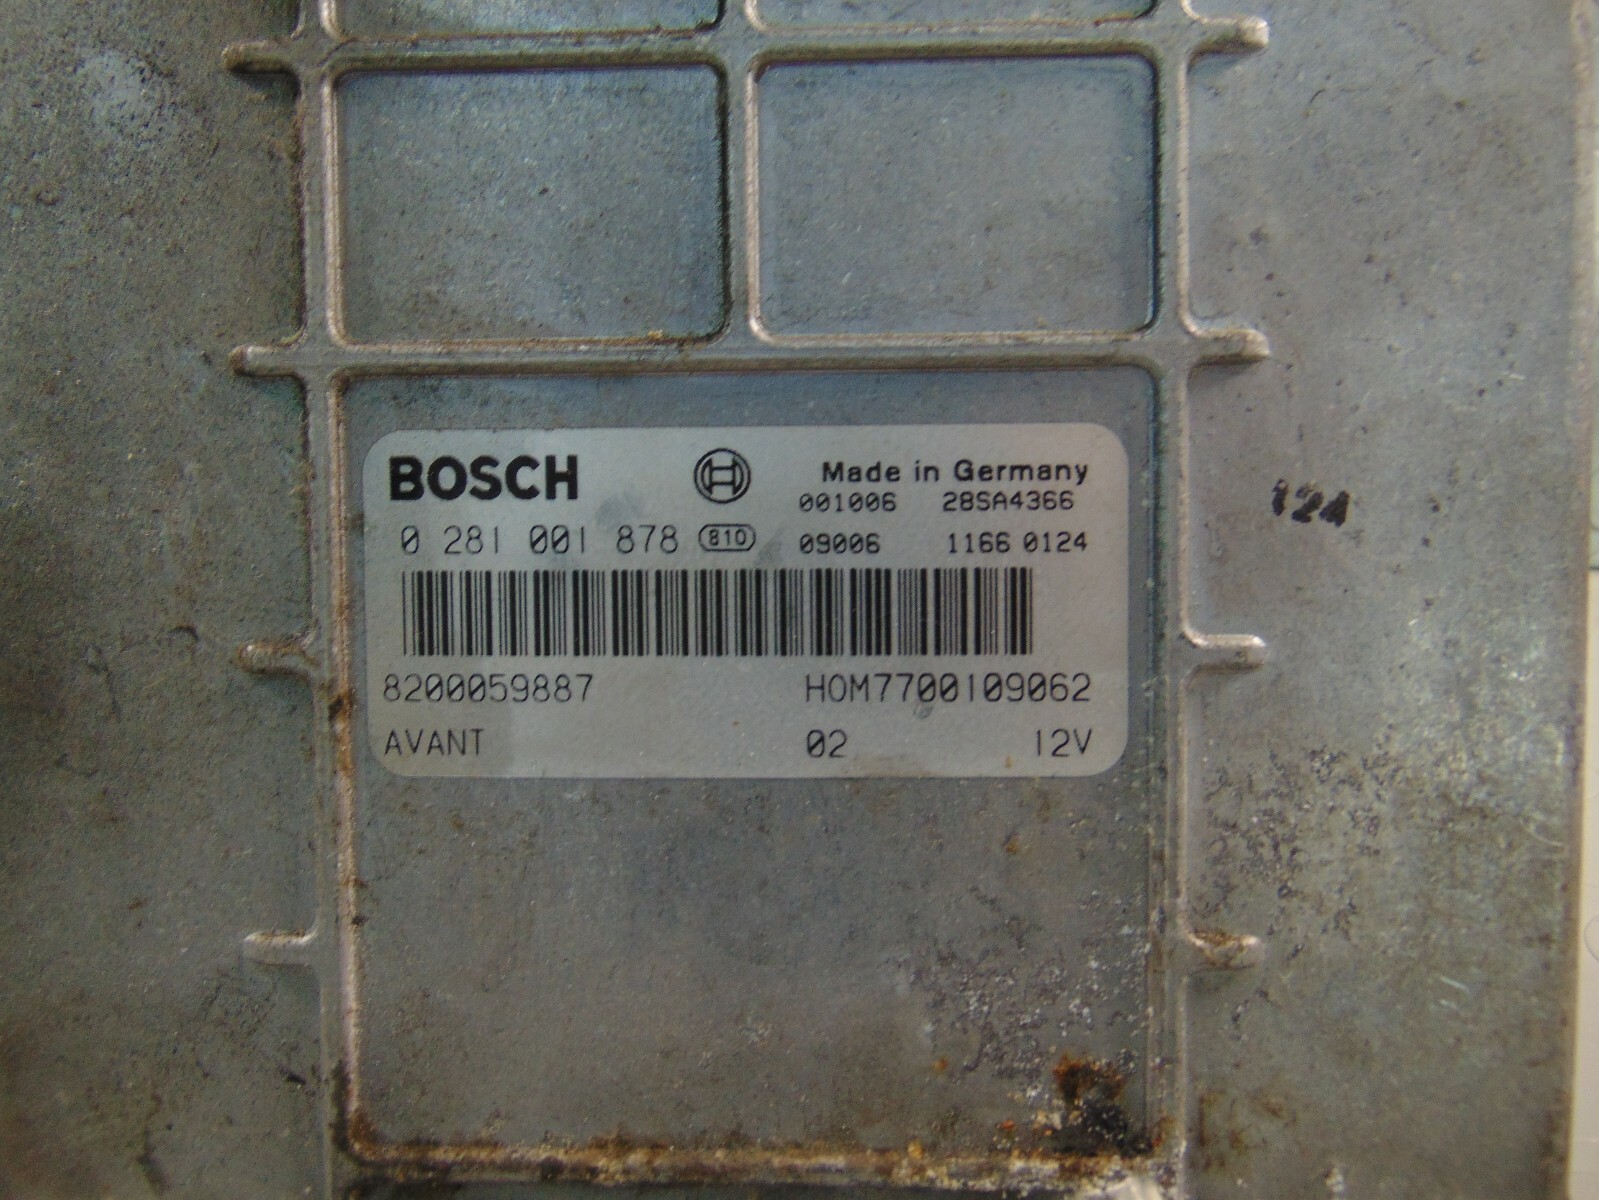 BOSCH Made in Germany
001006 28SA4366
0 281 001 878 810 09006 1166 0124
8200059887 HOM7700109062
AVANT 02 12V
124